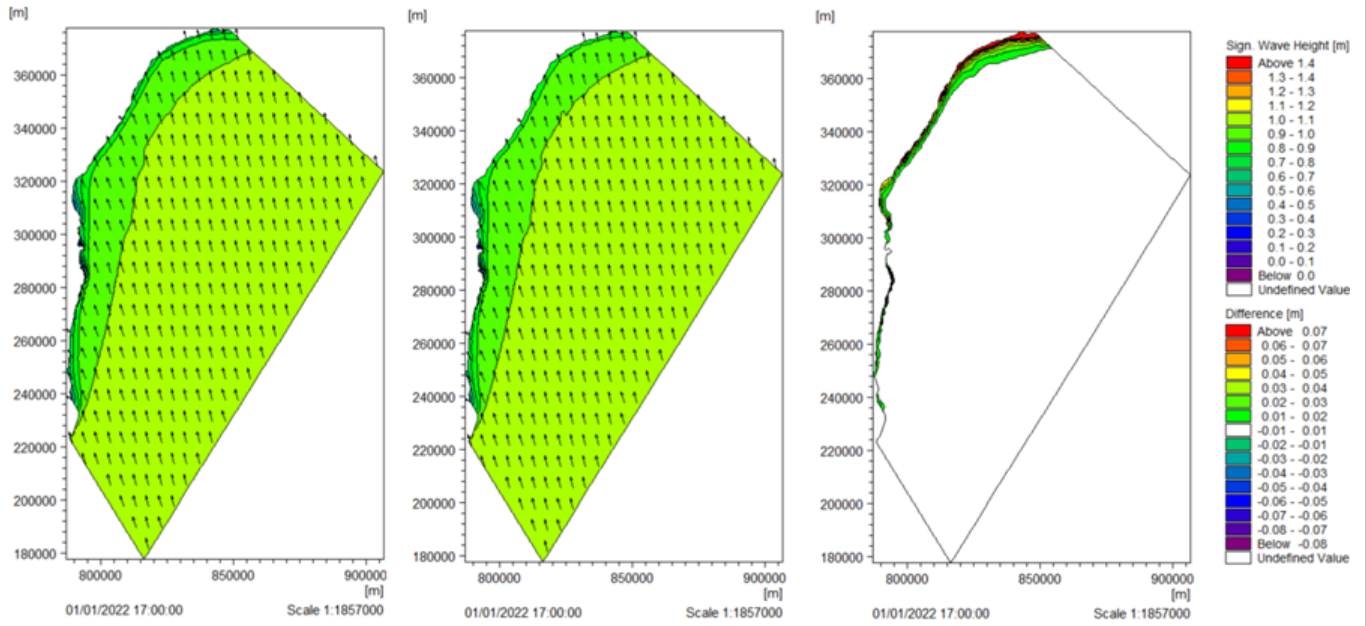 [m]
360000
340000
320000
300000
280000
260000
240000
220000
200000
180000
800000 850000 900000
[m]
01/01/2022 17:00:00 Scale 1:1857000
[m]
360000
340000
320000
300000
280000
260000
240000
220000
200000
180000
800000 850000 900000
[m]
01/01/2022 17:00:00 Scale 1:1857000
[m]
360000
340000
320000
300000
280000
260000
240000
220000
200000
180000
800000 850000 900000
[m]
01/01/2022 17:00:00 Scale 1:1857000
Sign. Wave Height [m]
Above 1.4
1.3 - 1.4
1.2 - 1.3
1.1 - 1.2
1.0 - 1.1
0.9 - 1.0
0.8 - 0.9
0.7 - 0.8
0.6 - 0.7
0.5 - 0.6
0.4 - 0.5
0.3 - 0.4
0.2 - 0.3
0.1 - 0.2
0.0 - 0.1
Below 0.0
Undefined Value
Difference [m]
Above 0.07
0.06 - 0.07
0.05 - 0.06
0.04 - 0.05
0.03 - 0.04
0.02 - 0.03
0.01 - 0.02
-0.01 - 0.01
-0.02 - -0.01
-0.03 - -0.02
-0.04 - -0.03
-0.05 - -0.04
-0.06 - -0.05
-0.07 - -0.06
-0.08 - -0.07
Below -0.08
Undefined Value